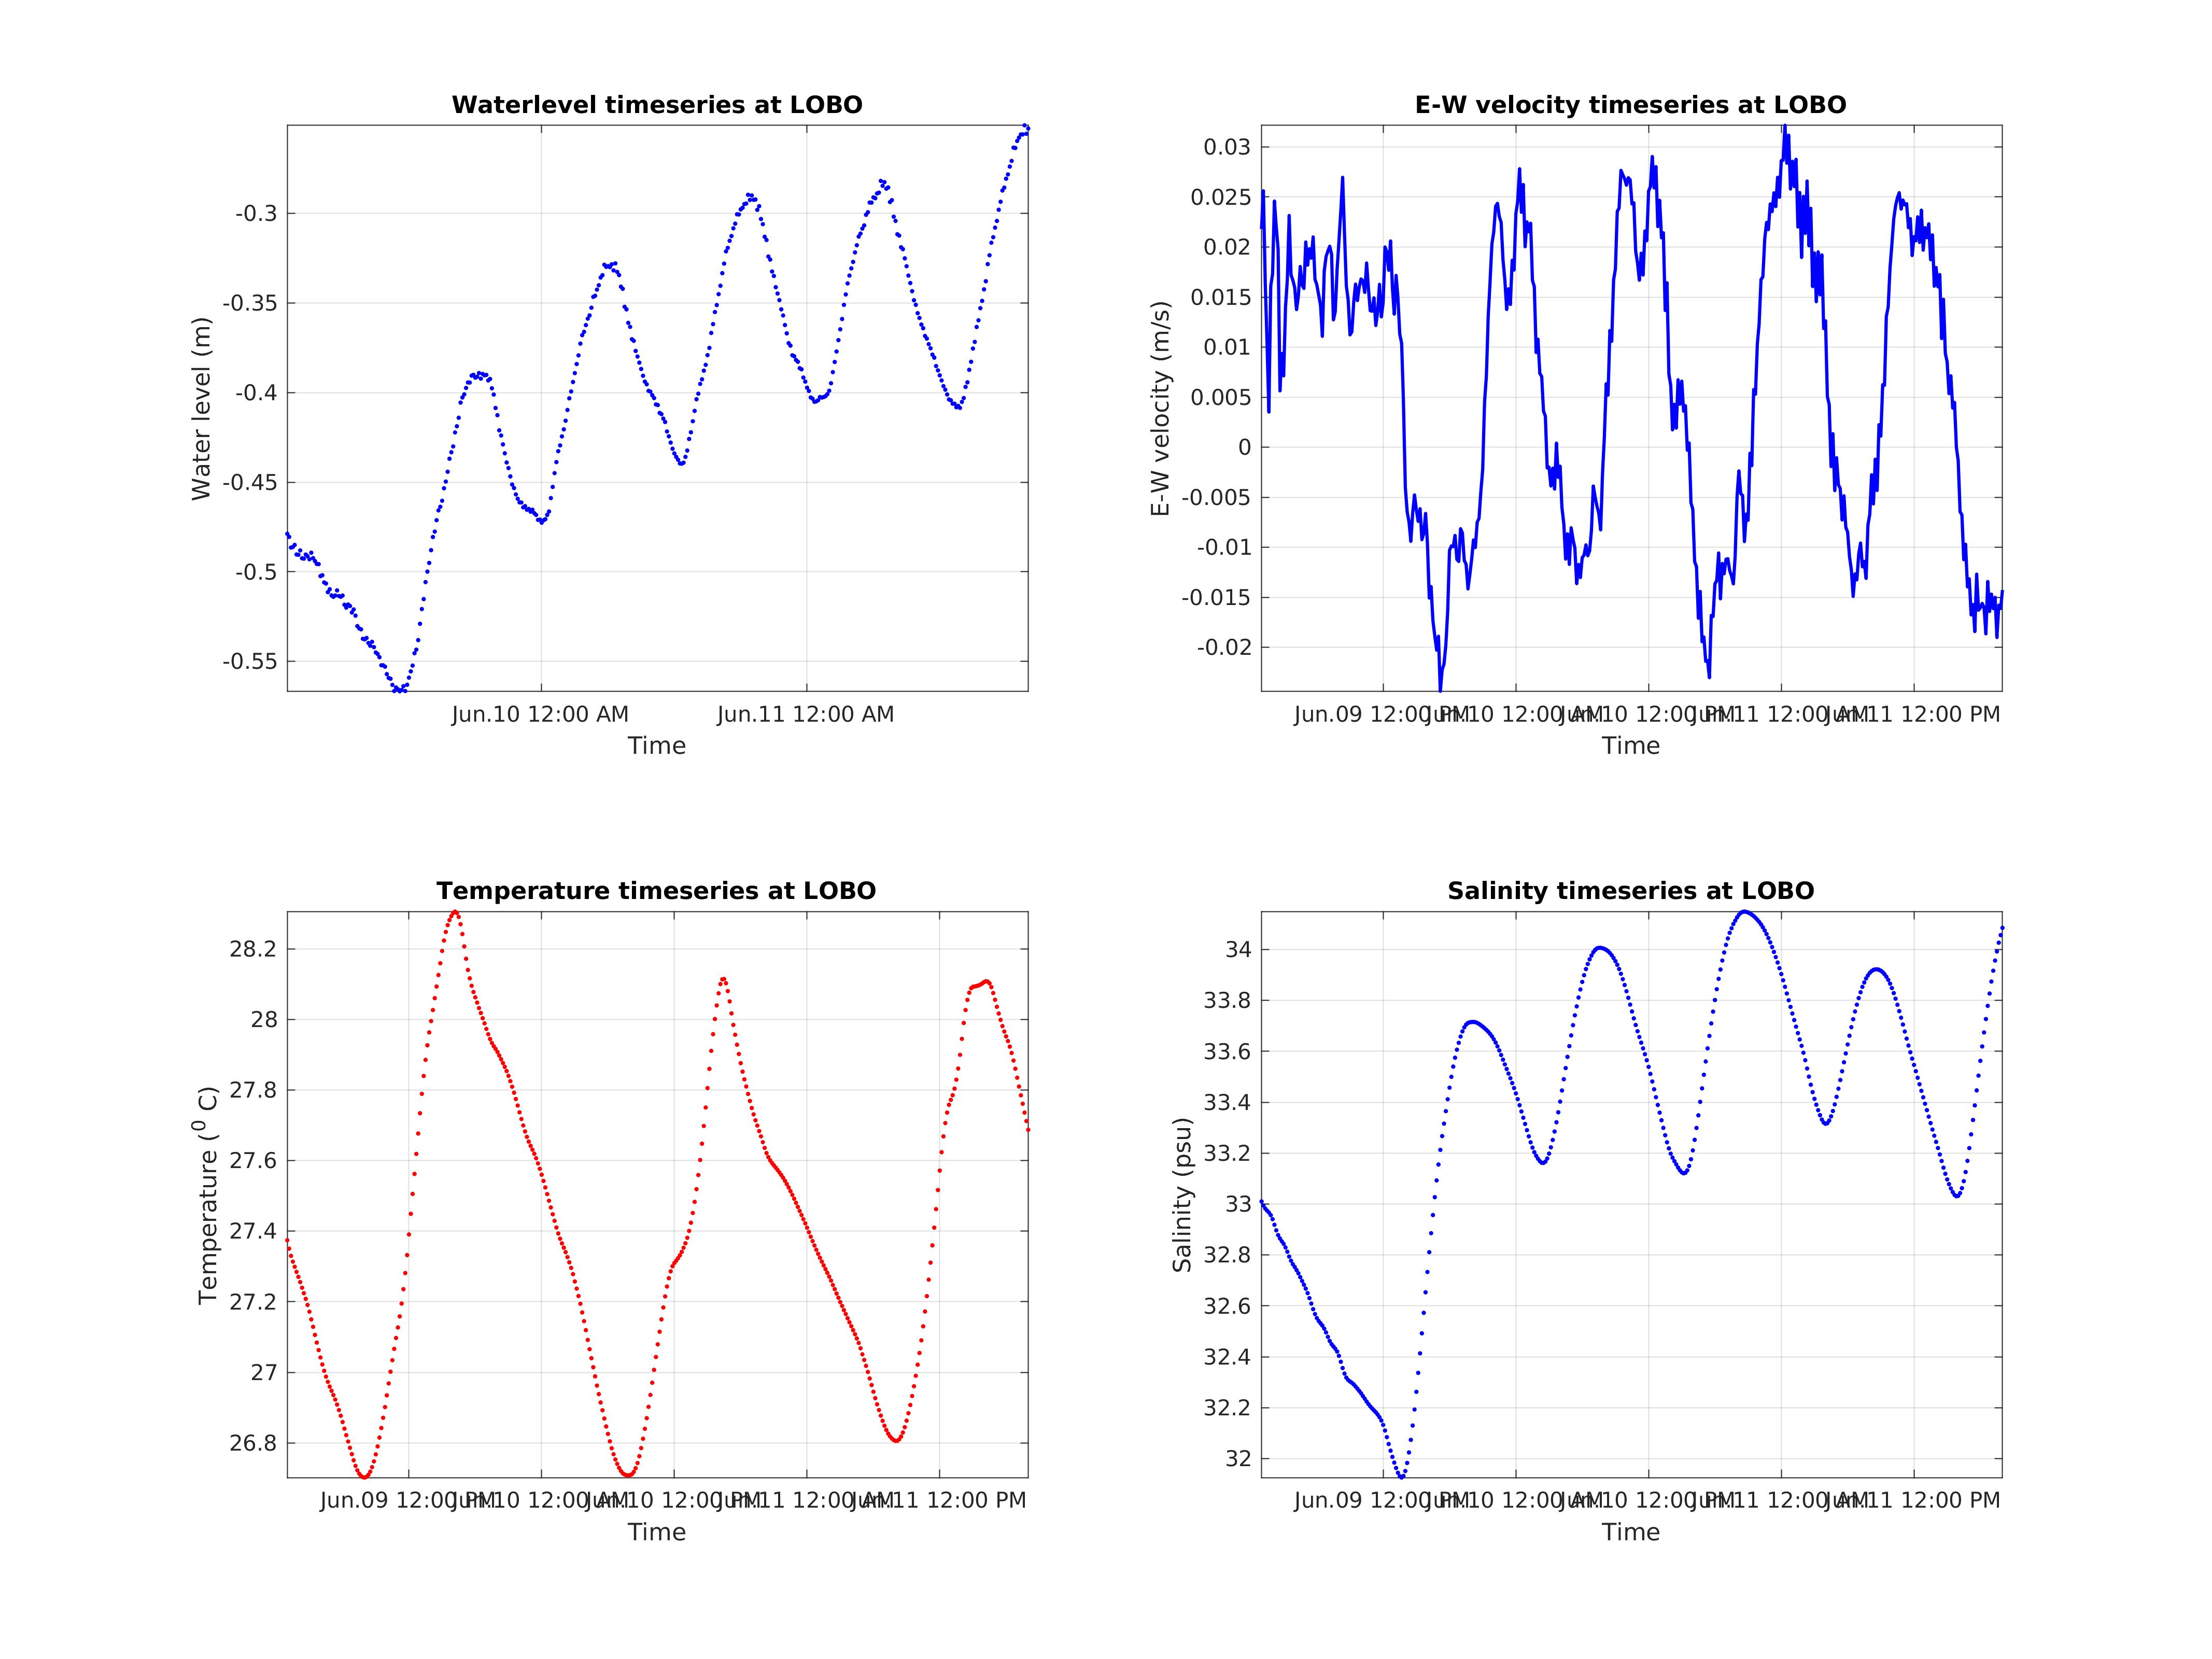 Waterlevel timeseries at LOBO
-0.3
-0.35
-0.4
-0.45
-0.5
-0.55
Water level (m)
Jun.10 12:00 AM Jun.11 12:00 AM
Time
E-W velocity timeseries at LOBO
0.03
0.025
0.02
0.015
0.01
0.005
0
-0.005
-0.01
-0.015
-0.02
E-W velocity (m/s)
Jun.09 12:00 PM Jun.10 12:00 AM Jun.10 12:00 PM Jun.11 12:00 AM Jun.11 12:00 PM
Time
Temperature timeseries at LOBO
28.2
28
27.8
27.6
27.4
27.2
27
26.8
Temperature (⁰ C)
Jun.09 12:00 PM Jun.10 12:00 AM Jun.10 12:00 PM Jun.11 12:00 AM Jun.11 12:00 PM
Time
Salinity timeseries at LOBO
34
33.8
33.6
33.4
33.2
33
32.8
32.6
32.4
32.2
32
Salinity (psu)
Jun.09 12:00 PM Jun.10 12:00 AM Jun.10 12:00 PM Jun.11 12:00 AM Jun.11 12:00 PM
Time